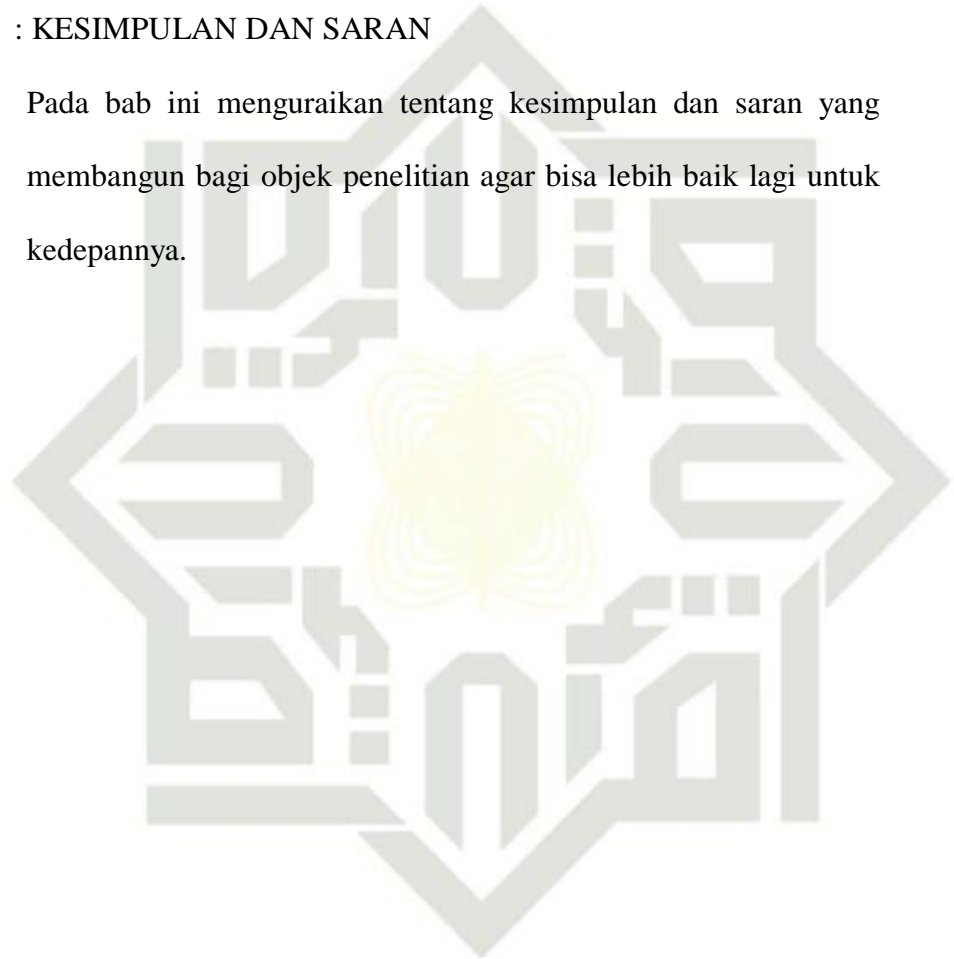 : KESIMPULAN DAN SARAN
Pada bab ini menguraikan tentang kesimpulan dan saran yang
membangun bagi objek penelitian agar bisa lebih baik lagi untuk
kedepannya.